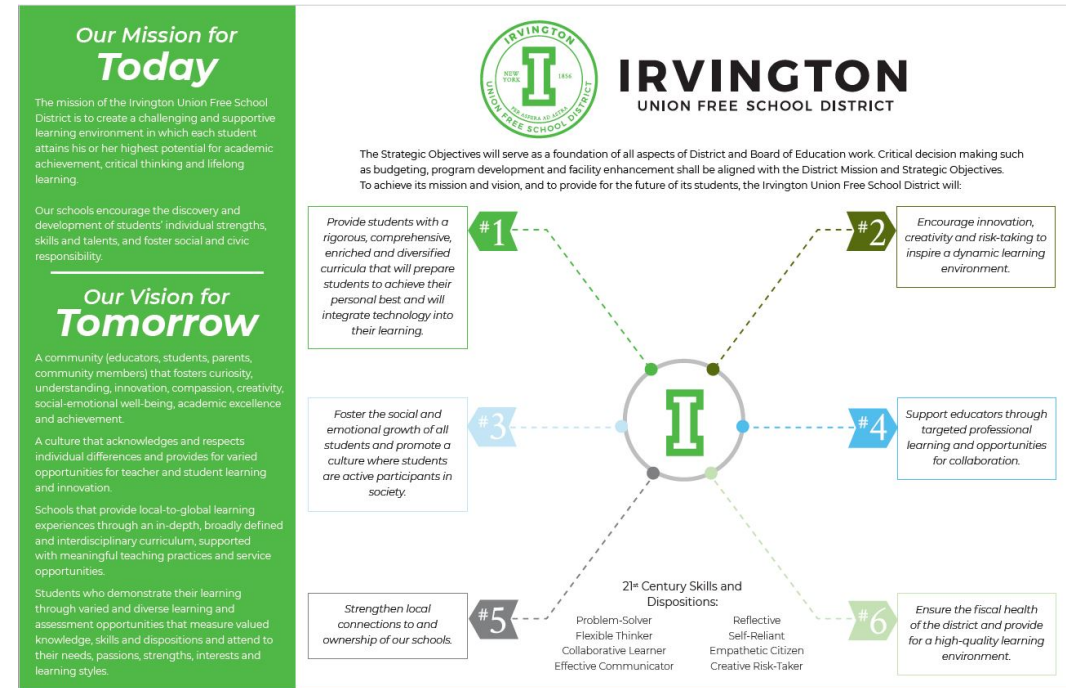 Our Mission for
Today
The mission of the Irvington Union Free School
District is to create a challenging and supportive
learning environment in which each student
attains his or her highest potential for academic
achievement, critical thinking and lifelong
learning.
Our schools encourage the discovery and
development of students' individual strengths,
skills and talents, and foster social and civic
responsibility.
Our Vision for
Tomorrow
A community (educators, students, parents,
community members) that fosters curiosity,
understanding, innovation, compassion, creativity,
social-emotional well-being, academic excellence
and achievement.
A culture that acknowledges and respects
individual differences and provides for varied
opportunities for teacher and student learning
and innovation.
Schools that provide local-to-global learning
experiences through an in-depth, broadly defined
and interdisciplinary curriculum, supported
with meaningful teaching practices and service
opportunities.
Students who demonstrate their learning
through varied and diverse learning and
assessment opportunities that measure valued
knowledge, skills and dispositions and attend to
their needs, passions, strengths, interests and
learning styles.
IRVINGTON
NEW
YORK
I
1856
PER ASPERA AD ASTRA
UNION FREE SCHOOL DISTRICT
IRVINGTON
UNION FREE SCHOOL DISTRICT
The Strategic Objectives will serve as a foundation of all aspects of District and Board of Education work. Critical decision making such
as budgeting, program development and facility enhancement shall be aligned with the District Mission and Strategic Objectives.
To achieve its mission and vision, and to provide for the future of its students, the Irvington Union Free School District will:
#1
Provide students with a
rigorous, comprehensive,
enriched and diversified
curricula that will prepare
students to achieve their
personal best and will
integrate technology into
their learning.
#2
Encourage innovation,
creativity and risk-taking to
inspire a dynamic learning
environment.
#3
Foster the social and
emotional growth of all
students and promote a
culture where students
are active participants in
society.
I
#4
Support educators through
targeted professional
learning and opportunities
for collaboration.
#5
Strengthen local
connections to and
ownership of our schools.
21st Century Skills and
Dispositions:
Problem-Solver
Flexible Thinker
Collaborative Learner
Effective Communicator
Reflective
Self-Reliant
Empathetic Citizen
Creative Risk-Taker
#6
Ensure the fiscal health
of the district and provide
for a high-quality learning
environment.